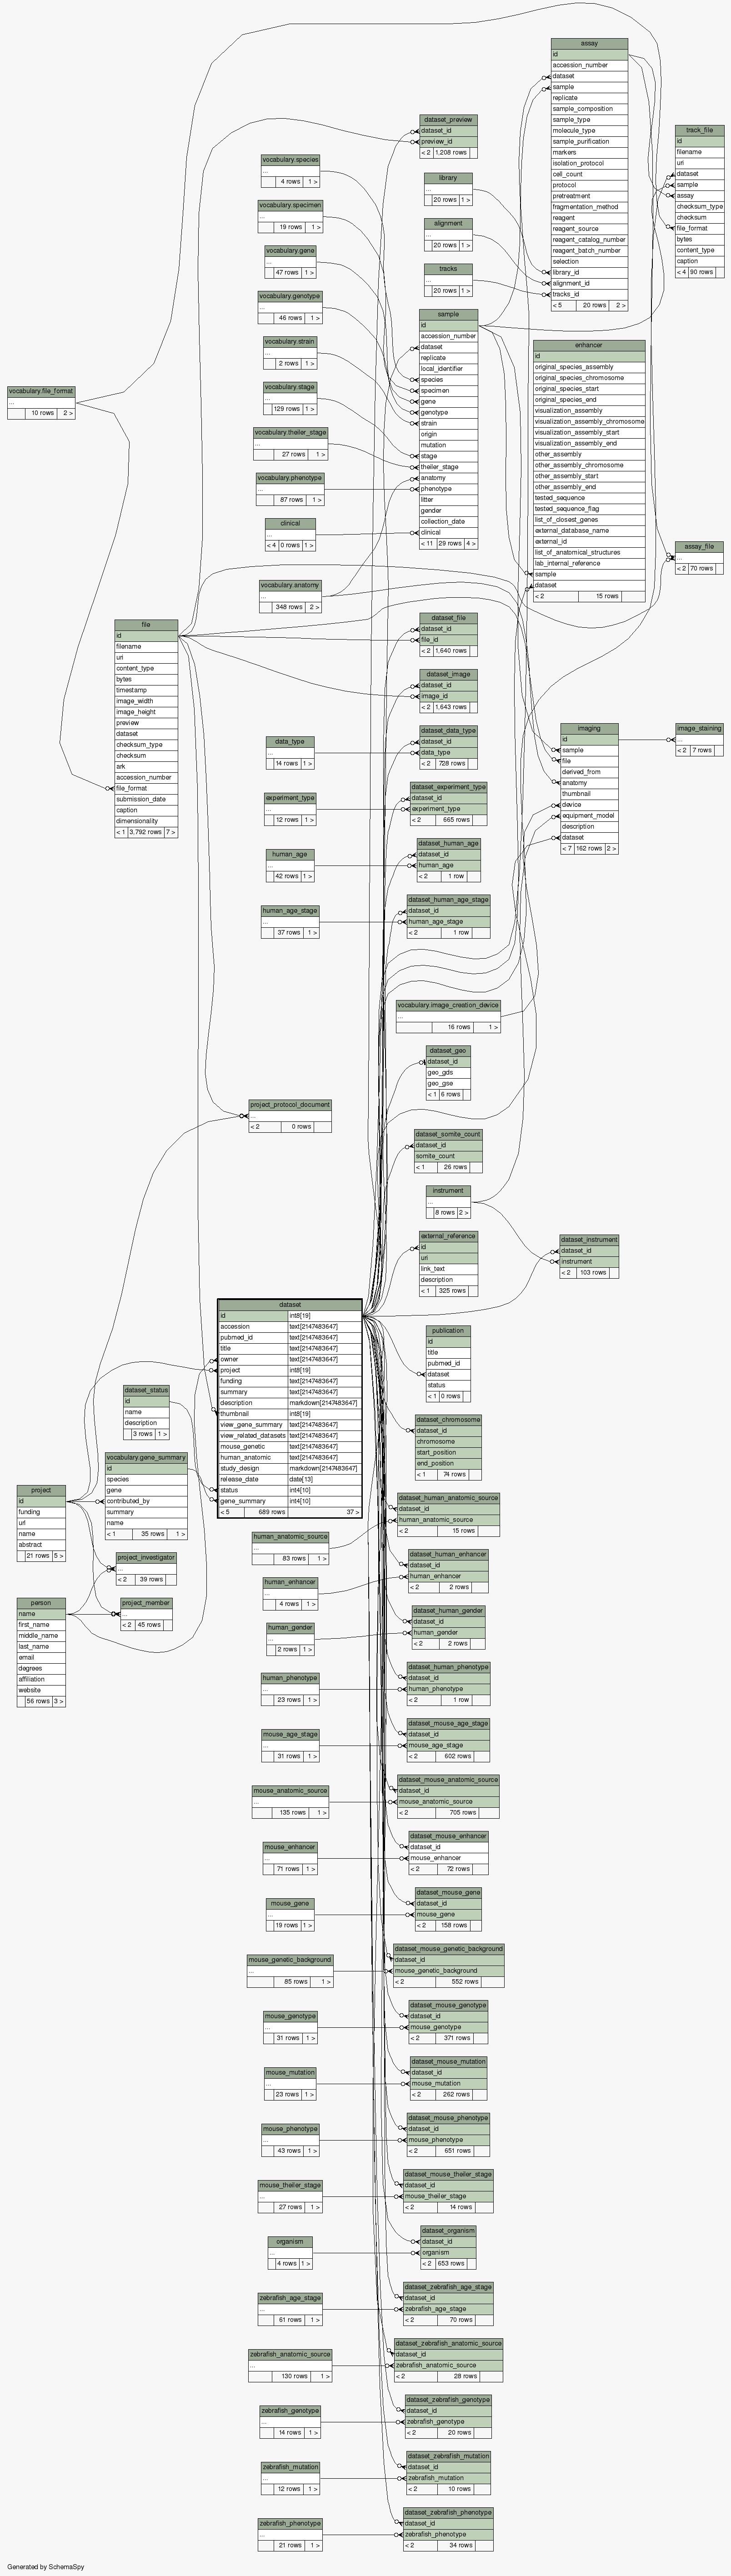 assay
id
accession_number
dataset
sample
replicate
sample_composition
sample_type
molecule_type
sample_purification
markers
isolation_protocol
cell_count
protocol
pretreatment
fragmentation_method
reagent
reagent_source
reagent_catalog_number
reagent_batch_number
selection
library_id
alignment_id
tracks_id
< 5 20 rows 2 >
track_file
id
filename
uri
dataset
sample
assay
checksum_type
checksum
file_format
bytes
content_type
caption
< 4 90 rows
dataset_preview
dataset_id
preview_id
< 2 1,208 rows
vocabulary.species
...
4 rows 1 >
library
...
20 rows 1 >
vocabulary.specimen
...
19 rows 1 >
alignment
...
20 rows 1 >
vocabulary.gene
...
47 rows 1 >
tracks
...
20 rows 1 >
vocabulary.genotype
...
46 rows 1 >
sample
id
accession_number
dataset
replicate
local_identifier
species
specimen
gene
genotype
strain
origin
mutation
stage
theiler_stage
anatomy
phenotype
litter
gender
collection_date
clinical
< 11 29 rows 4 >
vocabulary.strain
...
2 rows 1 >
enhancer
id
original_species_assembly
original_species_chromosome
original_species_start
original_species_end
visualization_assembly
visualization_assembly_chromosome
visualization_assembly_start
visualization_assembly_end
other_assembly
other_assembly_chromosome
other_assembly_start
other_assembly_end
tested_sequence
tested_sequence_flag
list_of_closest_genes
external_database_name
external_id
list_of_anatomical_structures
lab_internal_reference
sample
dataset
< 2 15 rows
vocabulary.stage
...
129 rows 1 >
vocabulary.file_format
...
10 rows 2 >
vocabulary.theiler_stage
...
27 rows 1 >
vocabulary.phenotype
...
87 rows 1 >
clinical
...
< 4 0 rows 1 >
assay_file
...
< 2 70 rows
vocabulary.anatomy
...
348 rows 2 >
file
id
filename
uri
content_type
bytes
timestamp
image_width
image_height
preview
dataset
checksum_type
checksum
ark
accession_number
file_format
submission_date
caption
dimensionality
< 1 3,792 rows 7 >
dataset_file
dataset_id
file_id
< 2 1,640 rows
dataset_image
dataset_id
image_id
< 2 1,643 rows
dataset_data_type
dataset_id
data_type
< 2 728 rows
data_type
...
14 rows 1 >
imaging
id
sample
file
derived_from
anatomy
thumbnail
device
equipment_model
description
dataset
< 7 162 rows 2 >
image_staining
...
< 2 7 rows
dataset_experiment_type
dataset_id
experiment_type
< 2 665 rows
experiment_type
...
12 rows 1 >
dataset_human_age
dataset_id
human_age
< 2 1 row
human_age
...
42 rows 1 >
dataset_human_age_stage
dataset_id
human_age_stage
< 2 1 row
human_age_stage
...
37 rows 1 >
vocabulary.image_creation_device
...
16 rows 1 >
dataset_geo
dataset_id
geo_gds
geo_gse
< 1 6 rows
project_protocol_document
...
< 2 0 rows
dataset_somite_count
dataset_id
somite_count
< 1 26 rows
instrument
...
8 rows 2 >
external_reference
id
uri
link_text
description
< 1 325 rows
dataset_instrument
dataset_id
instrument
< 2 103 rows
dataset
id int8[19]
accession text[2147483647]
pubmed_id text[2147483647]
title text[2147483647]
owner text[2147483647]
project int8[19]
funding text[2147483647]
summary text[2147483647]
description markdown[2147483647]
thumbnail int8[19]
view_gene_summary text[2147483647]
view_related_datasets text[2147483647]
mouse_genetic text[2147483647]
human_anatomic text[2147483647]
study_design markdown[2147483647]
release_date date[13]
status int4[10]
gene_summary int4[10]
< 5 689 rows 37 >
publication
id
title
pubmed_id
dataset
status
< 1 0 rows
dataset_status
id
name
description
3 rows 1 >
dataset_chromosome
dataset_id
chromosome
start_position
end_position
< 1 74 rows
vocabulary.gene_summary
id
species
gene
contributed_by
summary
name
< 1 35 rows 1 >
project
id
funding
url
name
abstract
21 rows 5 >
dataset_human_anatomic_source
dataset_id
human_anatomic_source
< 2 15 rows
human_anatomic_source
...
83 rows 1 >
project_investigator
...
< 2 39 rows
dataset_human_enhancer
dataset_id
human_enhancer
< 2 2 rows
human_enhancer
...
4 rows 1 >
person
name
first_name
middle_name
last_name
email
degrees
affiliation
website
56 rows 3 >
project_member
...
< 2 45 rows
dataset_human_gender
dataset_id
human_gender
< 2 2 rows
human_gender
...
2 rows 1 >
dataset_human_phenotype
dataset_id
human_phenotype
< 2 1 row
human_phenotype
...
23 rows 1 >
dataset_mouse_age_stage
dataset_id
mouse_age_stage
< 2 602 rows
mouse_age_stage
...
31 rows 1 >
dataset_mouse_anatomic_source
dataset_id
mouse_anatomic_source
< 2 705 rows
mouse_anatomic_source
...
135 rows 1 >
dataset_mouse_enhancer
dataset_id
mouse_enhancer
< 2 72 rows
mouse_enhancer
...
71 rows 1 >
dataset_mouse_gene
dataset_id
mouse_gene
< 2 158 rows
mouse_gene
...
19 rows 1 >
dataset_mouse_genetic_background
dataset_id
mouse_genetic_background
< 2 552 rows
mouse_genetic_background
...
85 rows 1 >
dataset_mouse_genotype
dataset_id
mouse_genotype
< 2 371 rows
mouse_genotype
...
31 rows 1 >
dataset_mouse_mutation
dataset_id
mouse_mutation
< 2 262 rows
mouse_mutation
...
23 rows 1 >
dataset_mouse_phenotype
dataset_id
mouse_phenotype
< 2 651 rows
mouse_phenotype
...
43 rows 1 >
dataset_mouse_theiler_stage
dataset_id
mouse_theiler_stage
< 2 14 rows
mouse_theiler_stage
...
27 rows 1 >
dataset_organism
dataset_id
organism
< 2 653 rows
organism
...
4 rows 1 >
dataset_zebrafish_age_stage
dataset_id
zebrafish_age_stage
< 2 70 rows
zebrafish_age_stage
...
61 rows 1 >
dataset_zebrafish_anatomic_source
dataset_id
zebrafish_anatomic_source
< 2 28 rows
zebrafish_anatomic_source
...
130 rows 1 >
dataset_zebrafish_genotype
dataset_id
zebrafish_genotype
< 2 20 rows
zebrafish_genotype
...
14 rows 1 >
dataset_zebrafish_mutation
dataset_id
zebrafish_mutation
< 2 10 rows
zebrafish_mutation
...
12 rows 1 >
dataset_zebrafish_phenotype
dataset_id
zebrafish_phenotype
< 2 34 rows
zebrafish_phenotype
...
21 rows 1 >
Generated by SchemaSpy